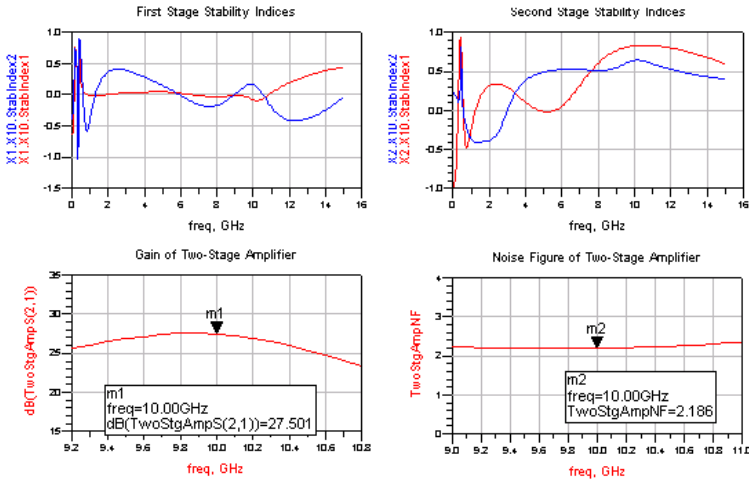 First Stage Stability Indices
X1.X10.StabIndex2
X1.X10.StabIndex1
1.0
0.5
0.0
-0.5
-1.0
-1.5
0 2 4 6 8 10 12 14 16
freq, GHz
Second Stage Stability Indices
X2.X10.StabIndex2
X2.X10.StabIndex1
1.0
0.5
0.0
-0.5
-1.0
0 2 4 6 8 10 12 14 16
freq, GHz
Gain of Two-Stage Amplifier
dB(TwoStgAmpS(2,1))
35
30
25
20
15
9.2 9.4 9.6 9.8 10.0 10.2 10.4 10.6 10.8
freq, GHz
m1
m1
freq=10.00GHz
dB(TwoStgAmpS(2,1))=27.501
Noise Figure of Two-Stage Amplifier
TwoStgAmpNF
4
3
2
1
0
9.0 9.2 9.4 9.6 9.8 10.0 10.2 10.4 10.6 10.8 11.0
freq, GHz
m2
m2
freq=10.00GHz
TwoStgAmpNF=2.186